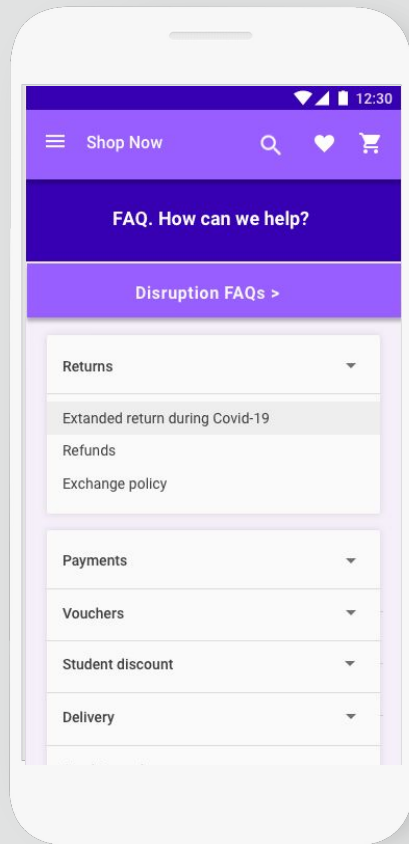 12:30
Shop Now
FAQ. How can we help?
Disruption FAQs >
Returns
Extanded return during Covid-19
Refunds
Exchange policy
Payments
Vouchers
Student discount
Delivery